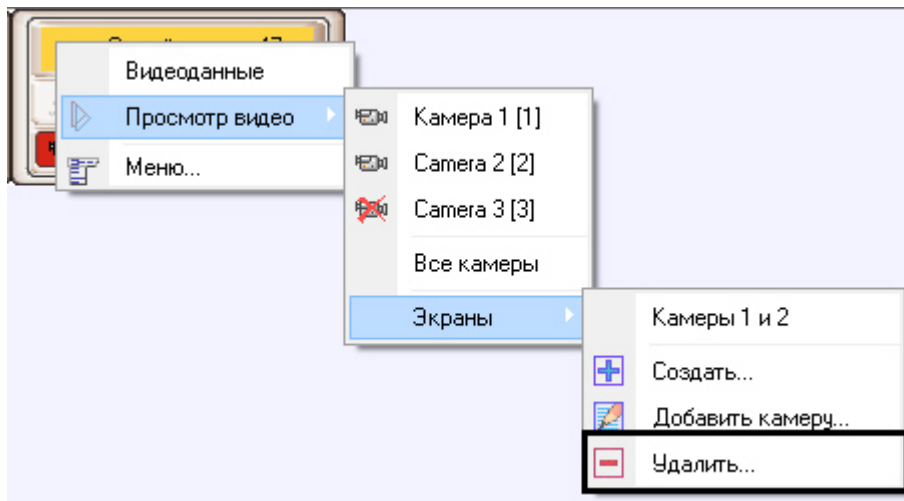 Видеоданные
Просмотр видео
Меню...
Камера 1 [1]
Camera 2 [2]
Camera 3 [3]
Все камеры
Экраны
Камеры 1 и 2
Создать...
Добавить камеру...
Удалить...